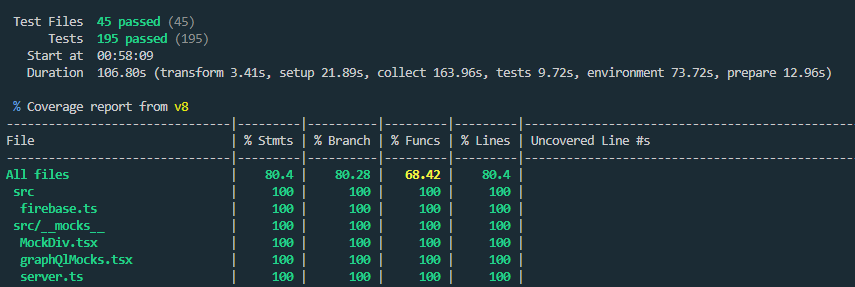 Test Files 45 passed (45)
Tests 195 passed (195)
Start at 00:58:09
Duration 106.80s (transform 3.41s, setup 21.89s, collect 163.96s, tests 9.72s, environment 73.72s, prepare 12.96s)
% Coverage report from v8
File | % Stmts | % Branch | % Funcs | % Lines | Uncovered Line #s
All files | 80.4 | 80.28 | 68.42 | 80.4 |
src | 100 | 100 | 100 | 100 |
firebase.ts | 100 | 100 | 100 | 100 |
src/__mocks__ | 100 | 100 | 100 | 100 |
MockDiv.tsx | 100 | 100 | 100 | 100 |
graphQlMocks.tsx | 100 | 100 | 100 | 100 |
server.ts | 100 | 100 | 100 | 100 |